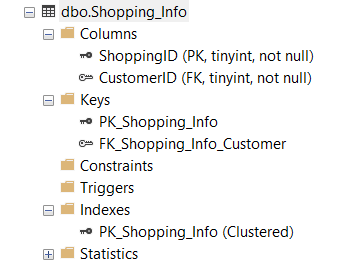 dbo.Shopping_Info
Columns
ShoppingID (PK, tinyint, not null)
CustomerID (FK, tinyint, not null)
Keys
PK_Shopping_Info
FK_Shopping_Info_Customer
Constraints
Triggers
Indexes
PK_Shopping_Info (Clustered)
Statistics